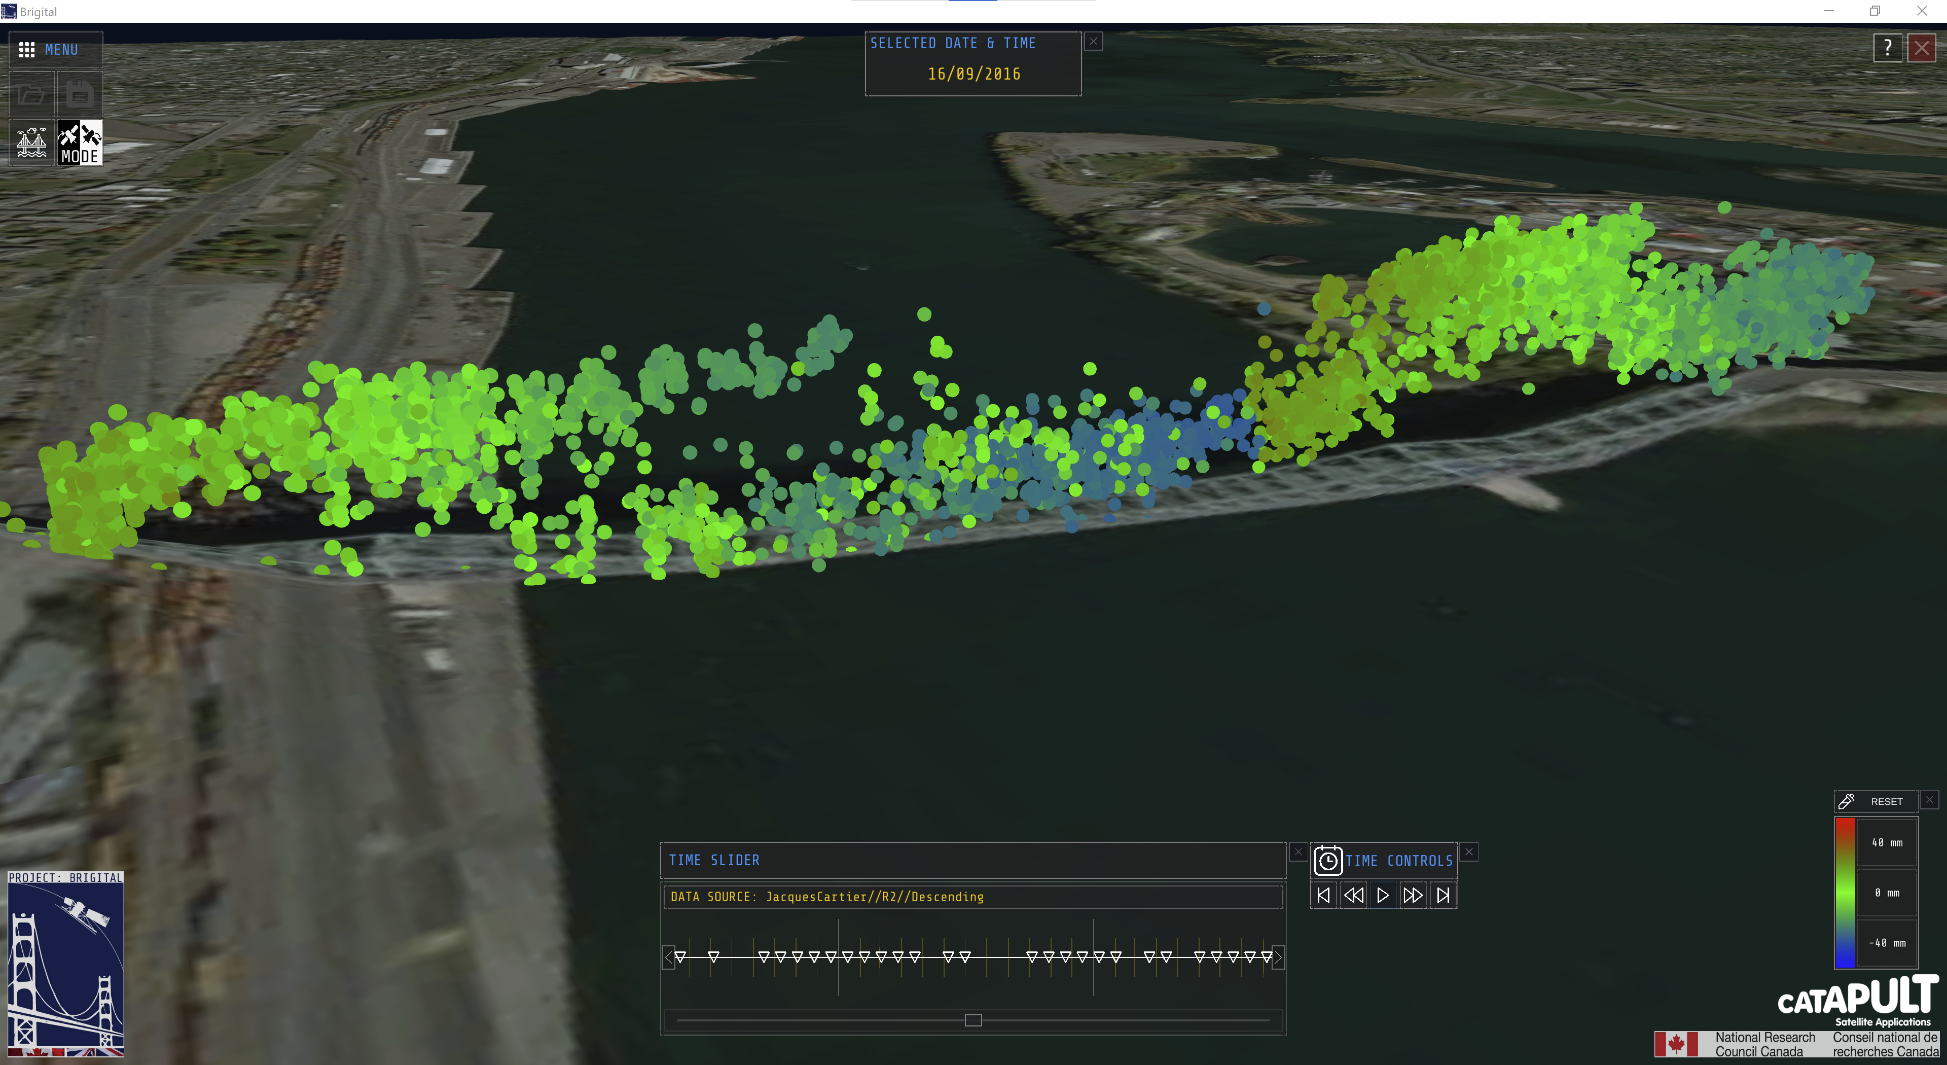 Brigital
MENU
MODE
SELECTED DATE & TIME
16/09/2016
?
TIME SLIDER
DATA SOURCE: JacquesCartier//R2//Descending
TIME CONTROLS
RESET
40 mm
0 mm
-40 mm
PROJECT: BRIGITAL
CATAPULT
Satellite Applications
National Research Council Canada
Conseil national de recherches Canada